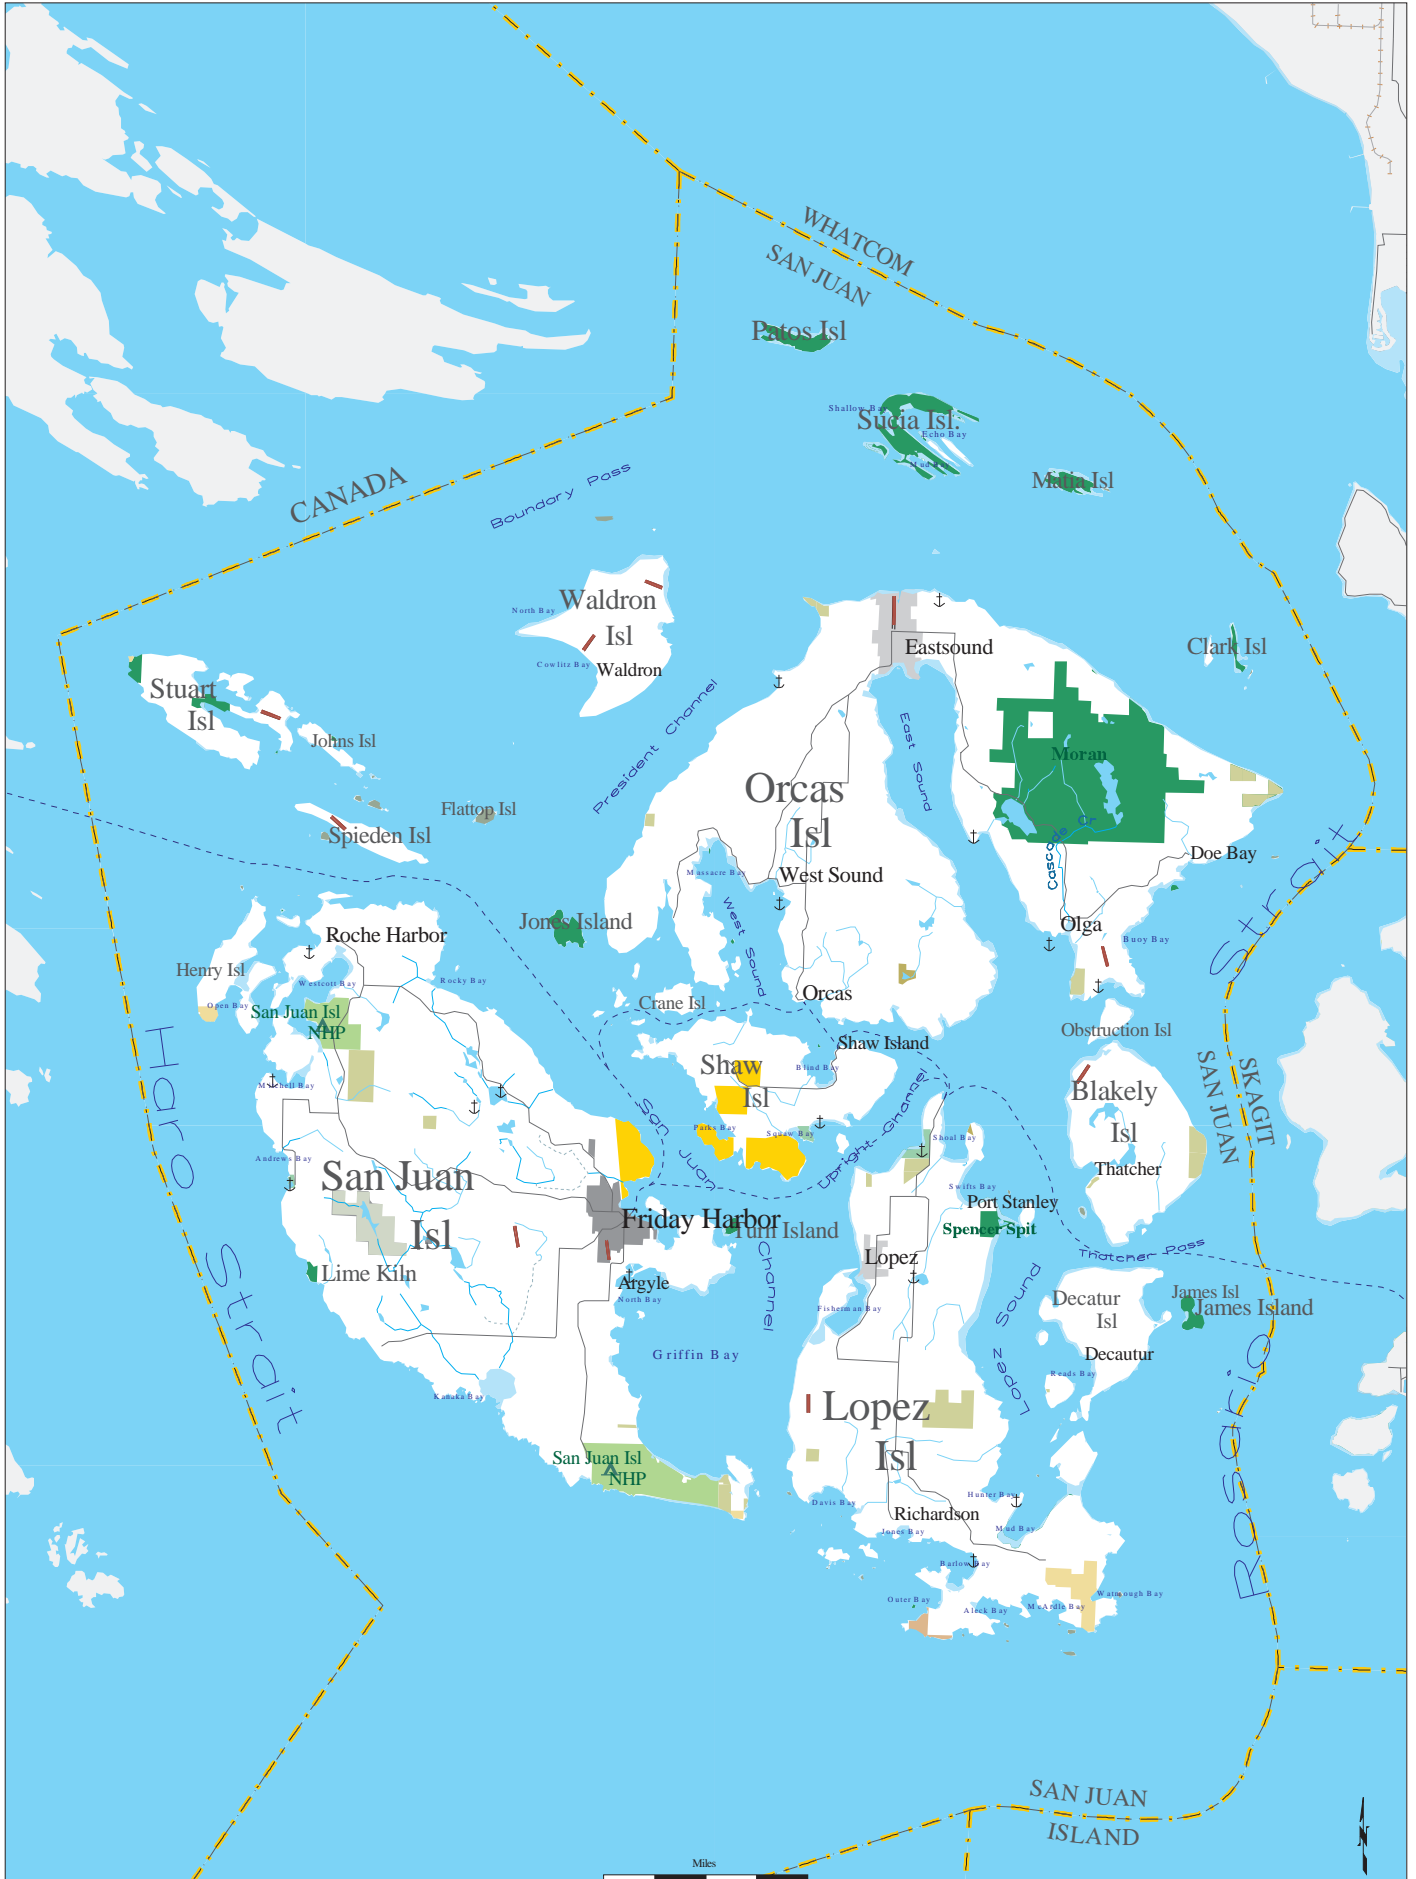 WHATCOM
SAN JUAN
Patos Isl
Shallow Bay
Sucia Isl.
Echo Bay
Mud Bay
Matia Isl
CANADA
Boundary Pass
Waldron
Isl
North Bay
Cowlitz Bay
Waldron
Eastsound
Clark Isl
Stuart
Isl
Johns Isl
President Channel
East Sound
Moran
Flattop Isl
Spieden Isl
Orcas
Isl
Cascade Cr
Doe Bay
Massacre Bay
West Sound
West Sound
Jones Island
Olga
Buoy Bay
Roche Harbor
Henry Isl
Westcott Bay
Rocky Bay
Open Bay
San Juan Isl
NHP
Crane Isl
Orcas
Obstruction Isl
Shaw Island
Shaw
Isl
Blind Bay
Mitchell Bay
Parks Bay
Squaw Bay
Upright Channel
Shoal Bay
Blakely
Isl
Thatcher
SKAGIT
SAN JUAN
Haro Strait
Andrews Bay
San Juan
Isl
San Juan Channel
Swifts Bay
Port Stanley
Spencer Spit
Friday Harbor
Turn Island
Lopez
Thatcher Pass
Lime Kiln
Argyle
North Bay
Fisherman Bay
Lopez Sound
Decatur
Isl
James Isl
James Island
Decautur
Griffin Bay
Reads Bay
Kanaka Bay
Lopez
Isl
Rosario Strait
San Juan Isl
NHP
Davis Bay
Hunter Bay
Richardson
Jones Bay
Mud Bay
Barlow Bay
Outer Bay
Aleck Bay
McArdle Bay
Watmough Bay
SAN JUAN
ISLAND
N
Miles